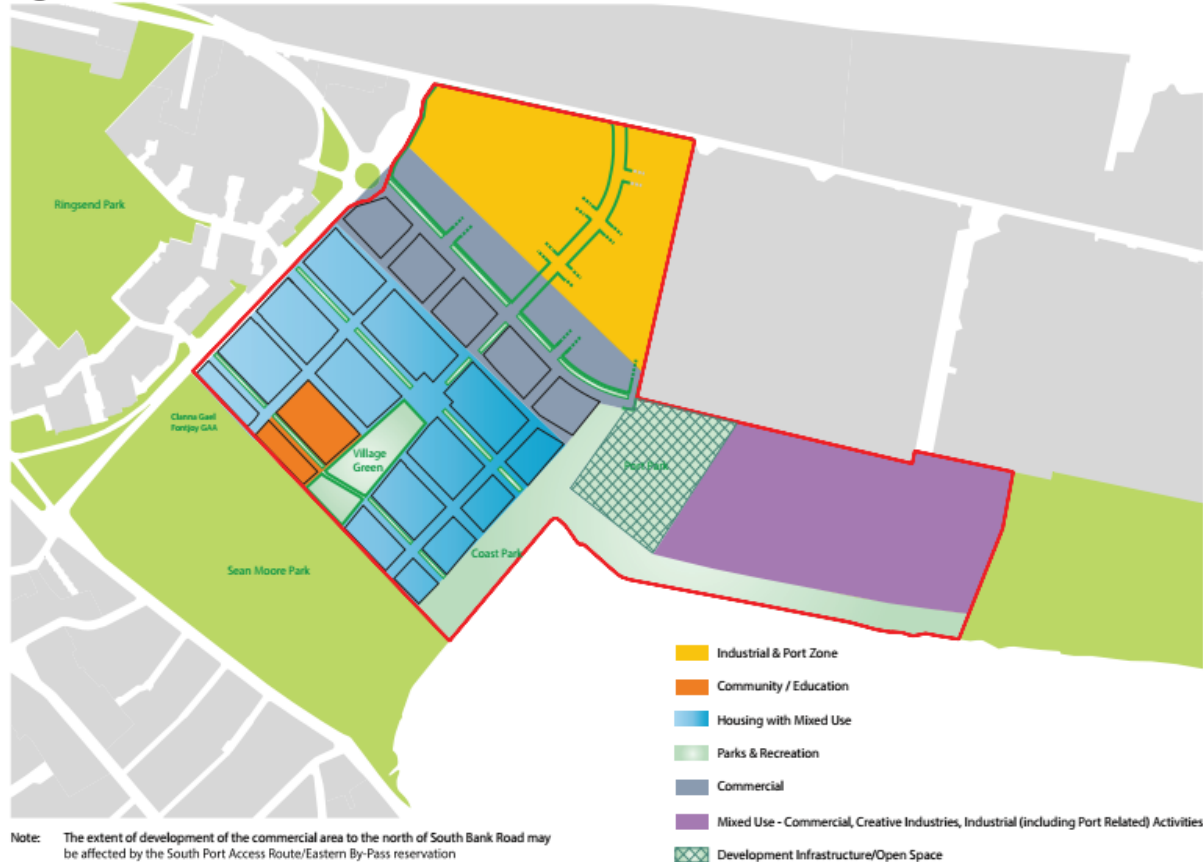 Ringsend Park
Clanna Gael
Fontjoy GAA
Village
Green
Port Park
Coast Park
Sean Moore Park
Industrial & Port Zone
Community / Education
Housing with Mixed Use
Parks & Recreation
Commercial
Mixed Use - Commercial, Creative Industries, Industrial (including Port Related) Activities
Development Infrastructure/Open Space
Note: The extent of development of the commercial area to the north of South Bank Road may
be affected by the South Port Access Route/Eastern By-Pass reservation